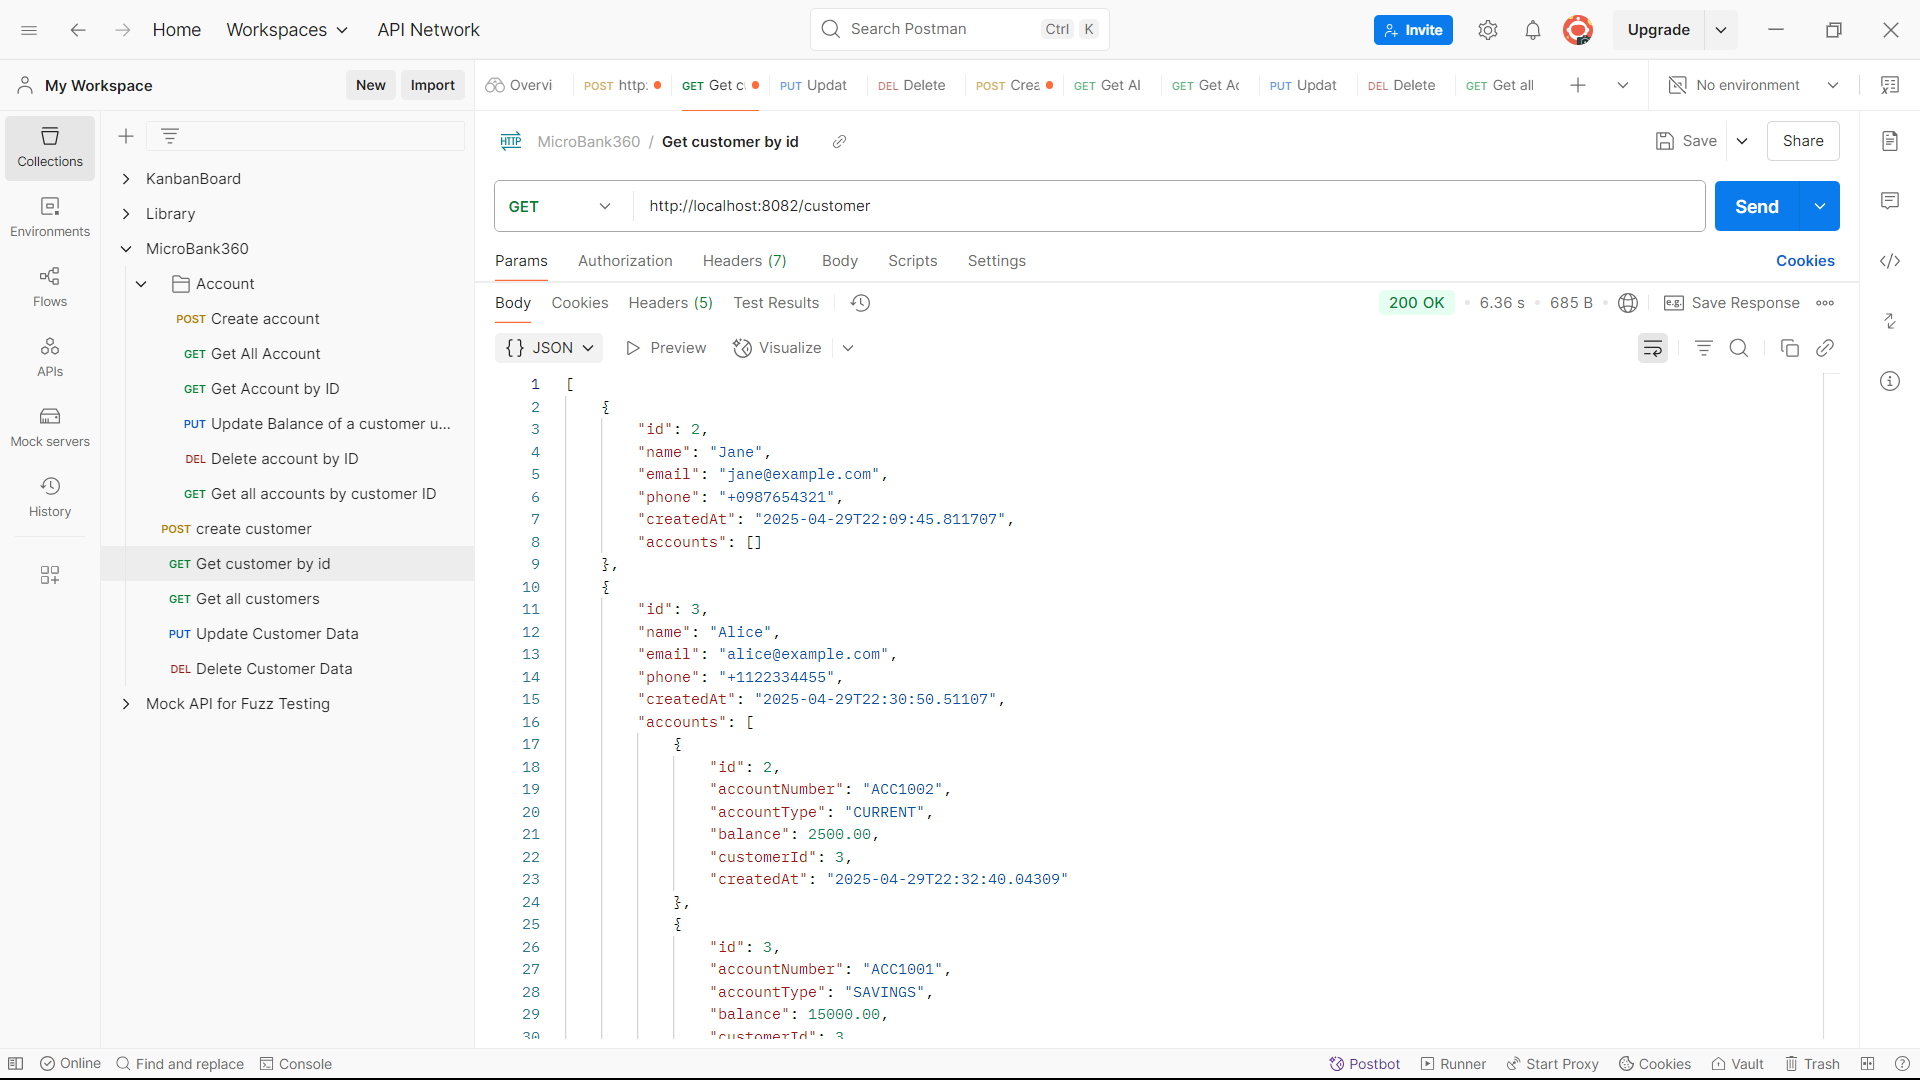 Home Workspaces API Network Search Postman Ctrl K Invite Upgrade
My Workspace New Import
Overvi POST http: GET Get c PUT Updat DEL Delete POST Crea GET Get Al GET Get Ac PUT Updat DEL Delete GET Get all No environment
Collections
Environments
Flows
APIs
Mock servers
History
KanbanBoard
Library
MicroBank360
Account
POST Create account
GET Get All Account
GET Get Account by ID
PUT Update Balance of a customer u...
DEL Delete account by ID
GET Get all accounts by customer ID
POST create customer
GET Get customer by id
GET Get all customers
PUT Update Customer Data
DEL Delete Customer Data
Mock API for Fuzz Testing
HTTP MicroBank360 / Get customer by id Save Share
GET http://localhost:8082/customer Send
Params Authorization Headers (7) Body Scripts Settings Cookies
Body Cookies Headers (5) Test Results 200 OK 6.36 s 685 B e.g. Save Response
{} JSON Preview Visualize
1 [
2 {
3 "id": 2,
4 "name": "Jane",
5 "email": "jane@example.com",
6 "phone": "+0987654321",
7 "createdAt": "2025-04-29T22:09:45.811707",
8 "accounts": []
9 },
10 {
11 "id": 3,
12 "name": "Alice",
13 "email": "alice@example.com",
14 "phone": "+1122334455",
15 "createdAt": "2025-04-29T22:30:50.51107",
16 "accounts": [
17 {
18 "id": 2,
19 "accountNumber": "ACC1002",
20 "accountType": "CURRENT",
21 "balance": 2500.00,
22 "customerId": 3,
23 "createdAt": "2025-04-29T22:32:40.04309"
24 },
25 {
26 "id": 3,
27 "accountNumber": "ACC1001",
28 "accountType": "SAVINGS",
29 "balance": 15000.00,
30 "customerId": 3
Online Find and replace Console Postbot Runner Start Proxy Cookies Vault Trash